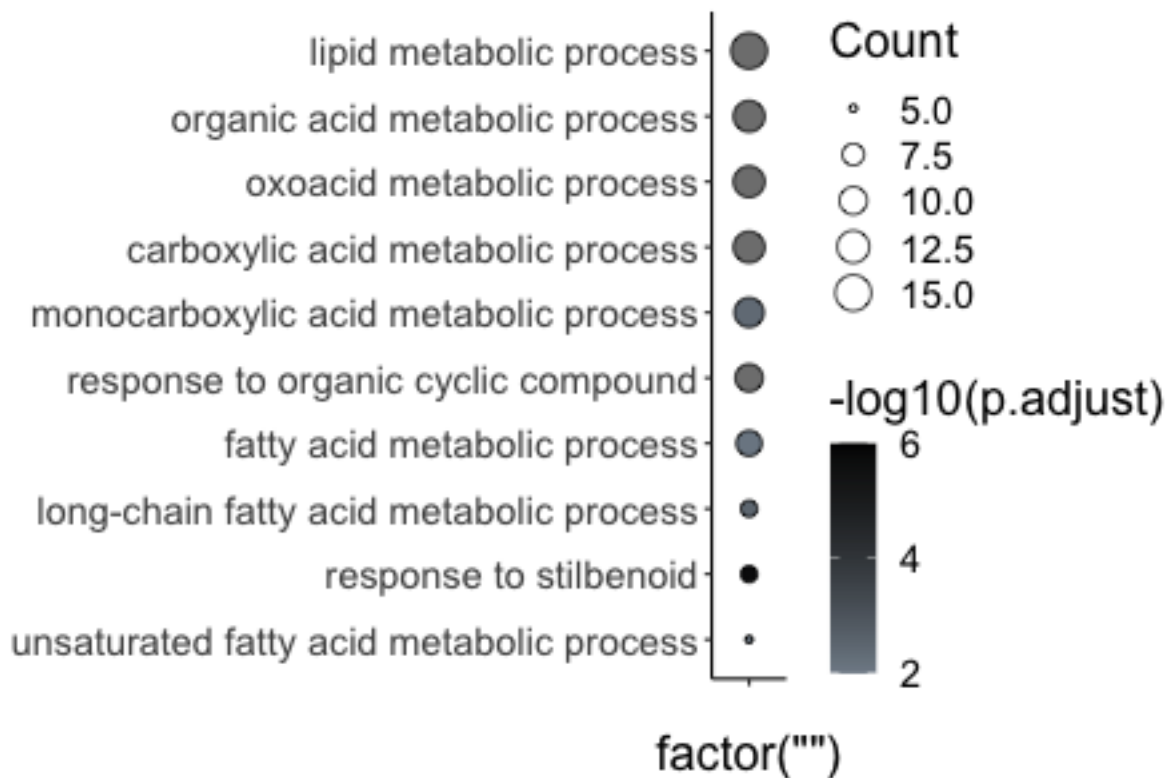 lipid metabolic process
organic acid metabolic process
oxoacid metabolic process
carboxylic acid metabolic process
monocarboxylic acid metabolic process
response to organic cyclic compound
fatty acid metabolic process
long-chain fatty acid metabolic process
response to stilbenoid
unsaturated fatty acid metabolic process
factor("")
Count
5.0
7.5
10.0
12.5
15.0
-log10(p.adjust)
6
4
2